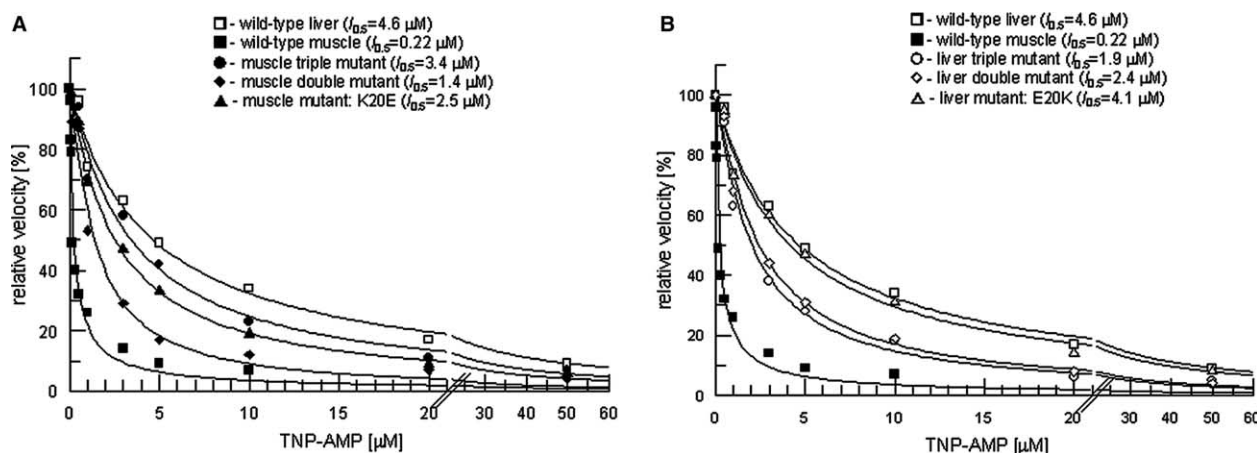 A
- wild-type liver (I0.5=4.6 µM)
- wild-type muscle (I0.5=0.22 µM)
- muscle triple mutant (I0.5=3.4 µM)
- muscle double mutant (I0.5=1.4 µM)
- muscle mutant: K20E (I0.5=2.5 µM)
relative velocity [%]
100
80
60
40
20
0
0 5 10 15 20 30 40 50 60
TNP-AMP [µM]
B
- wild-type liver (I0.5=4.6 µM)
- wild-type muscle (I0.5=0.22 µM)
- liver triple mutant (I0.5=1.9 µM)
- liver double mutant (I0.5=2.4 µM)
- liver mutant: E20K (I0.5=4.1 µM)
relative velocity [%]
100
80
60
40
20
0
0 5 10 15 20 30 40 50 60
TNP-AMP [µM]